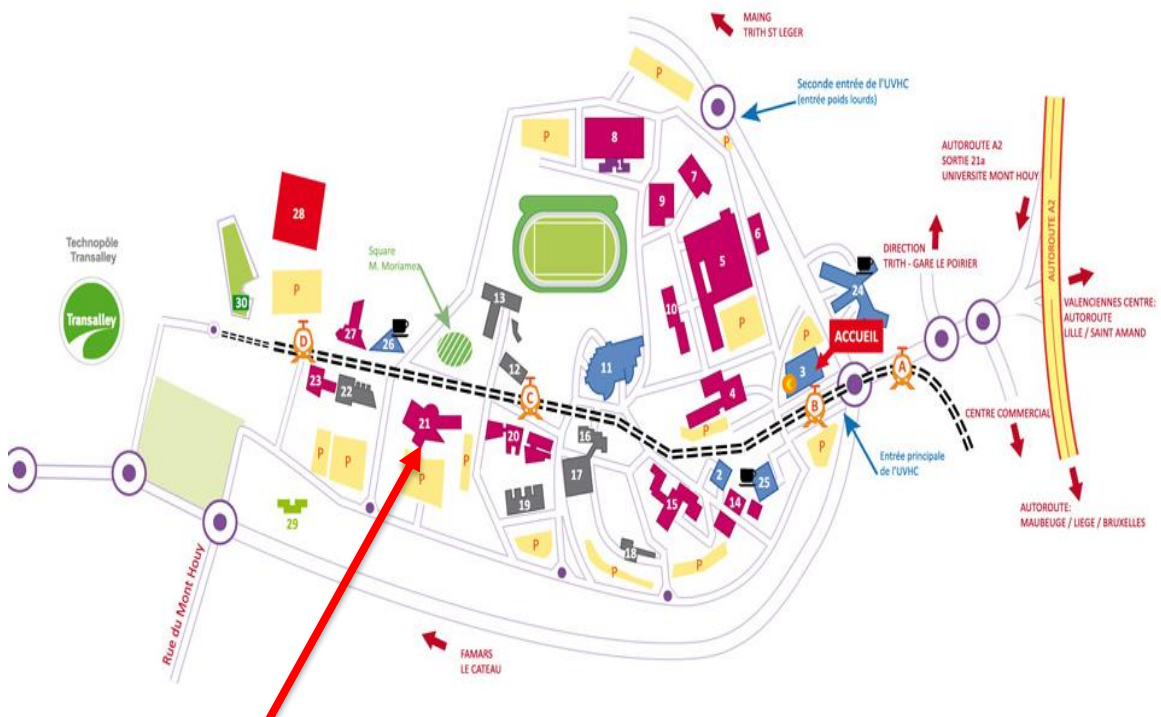 MAING
TRITH ST LEGER
P
Seconde entrée de l'UVHC
(entrée poids lourds)
P
P
8
1
7
9
AUTOROUTE A2
SORTIE 21a
UNIVERSITE MONT HOUY
AUTOROUTE A2
28
6
5
DIRECTION
TRITH - GARE LE POIRIER
Technopôle
Transalley
Square
M. Moriamez
24
VALENCIENNES CENTRE:
AUTOROUTE
LILLE / SAINT AMAND
P
30
13
10
P
Transalley
27
26
D
P
ACCUEIL
12
11
3
A
23
22
C
4
B
CENTRE COMMERCIAL
21
20
16
P
P
Entrée principale
de l'UVHC
P
P
P
P
17
2
25
15
14
19
AUTOROUTE:
MAUBEUGE / LIEGE / BRUXELLES
29
P
18
P
P
Rue du Mont Houy
FAMARS
LE CATEAU